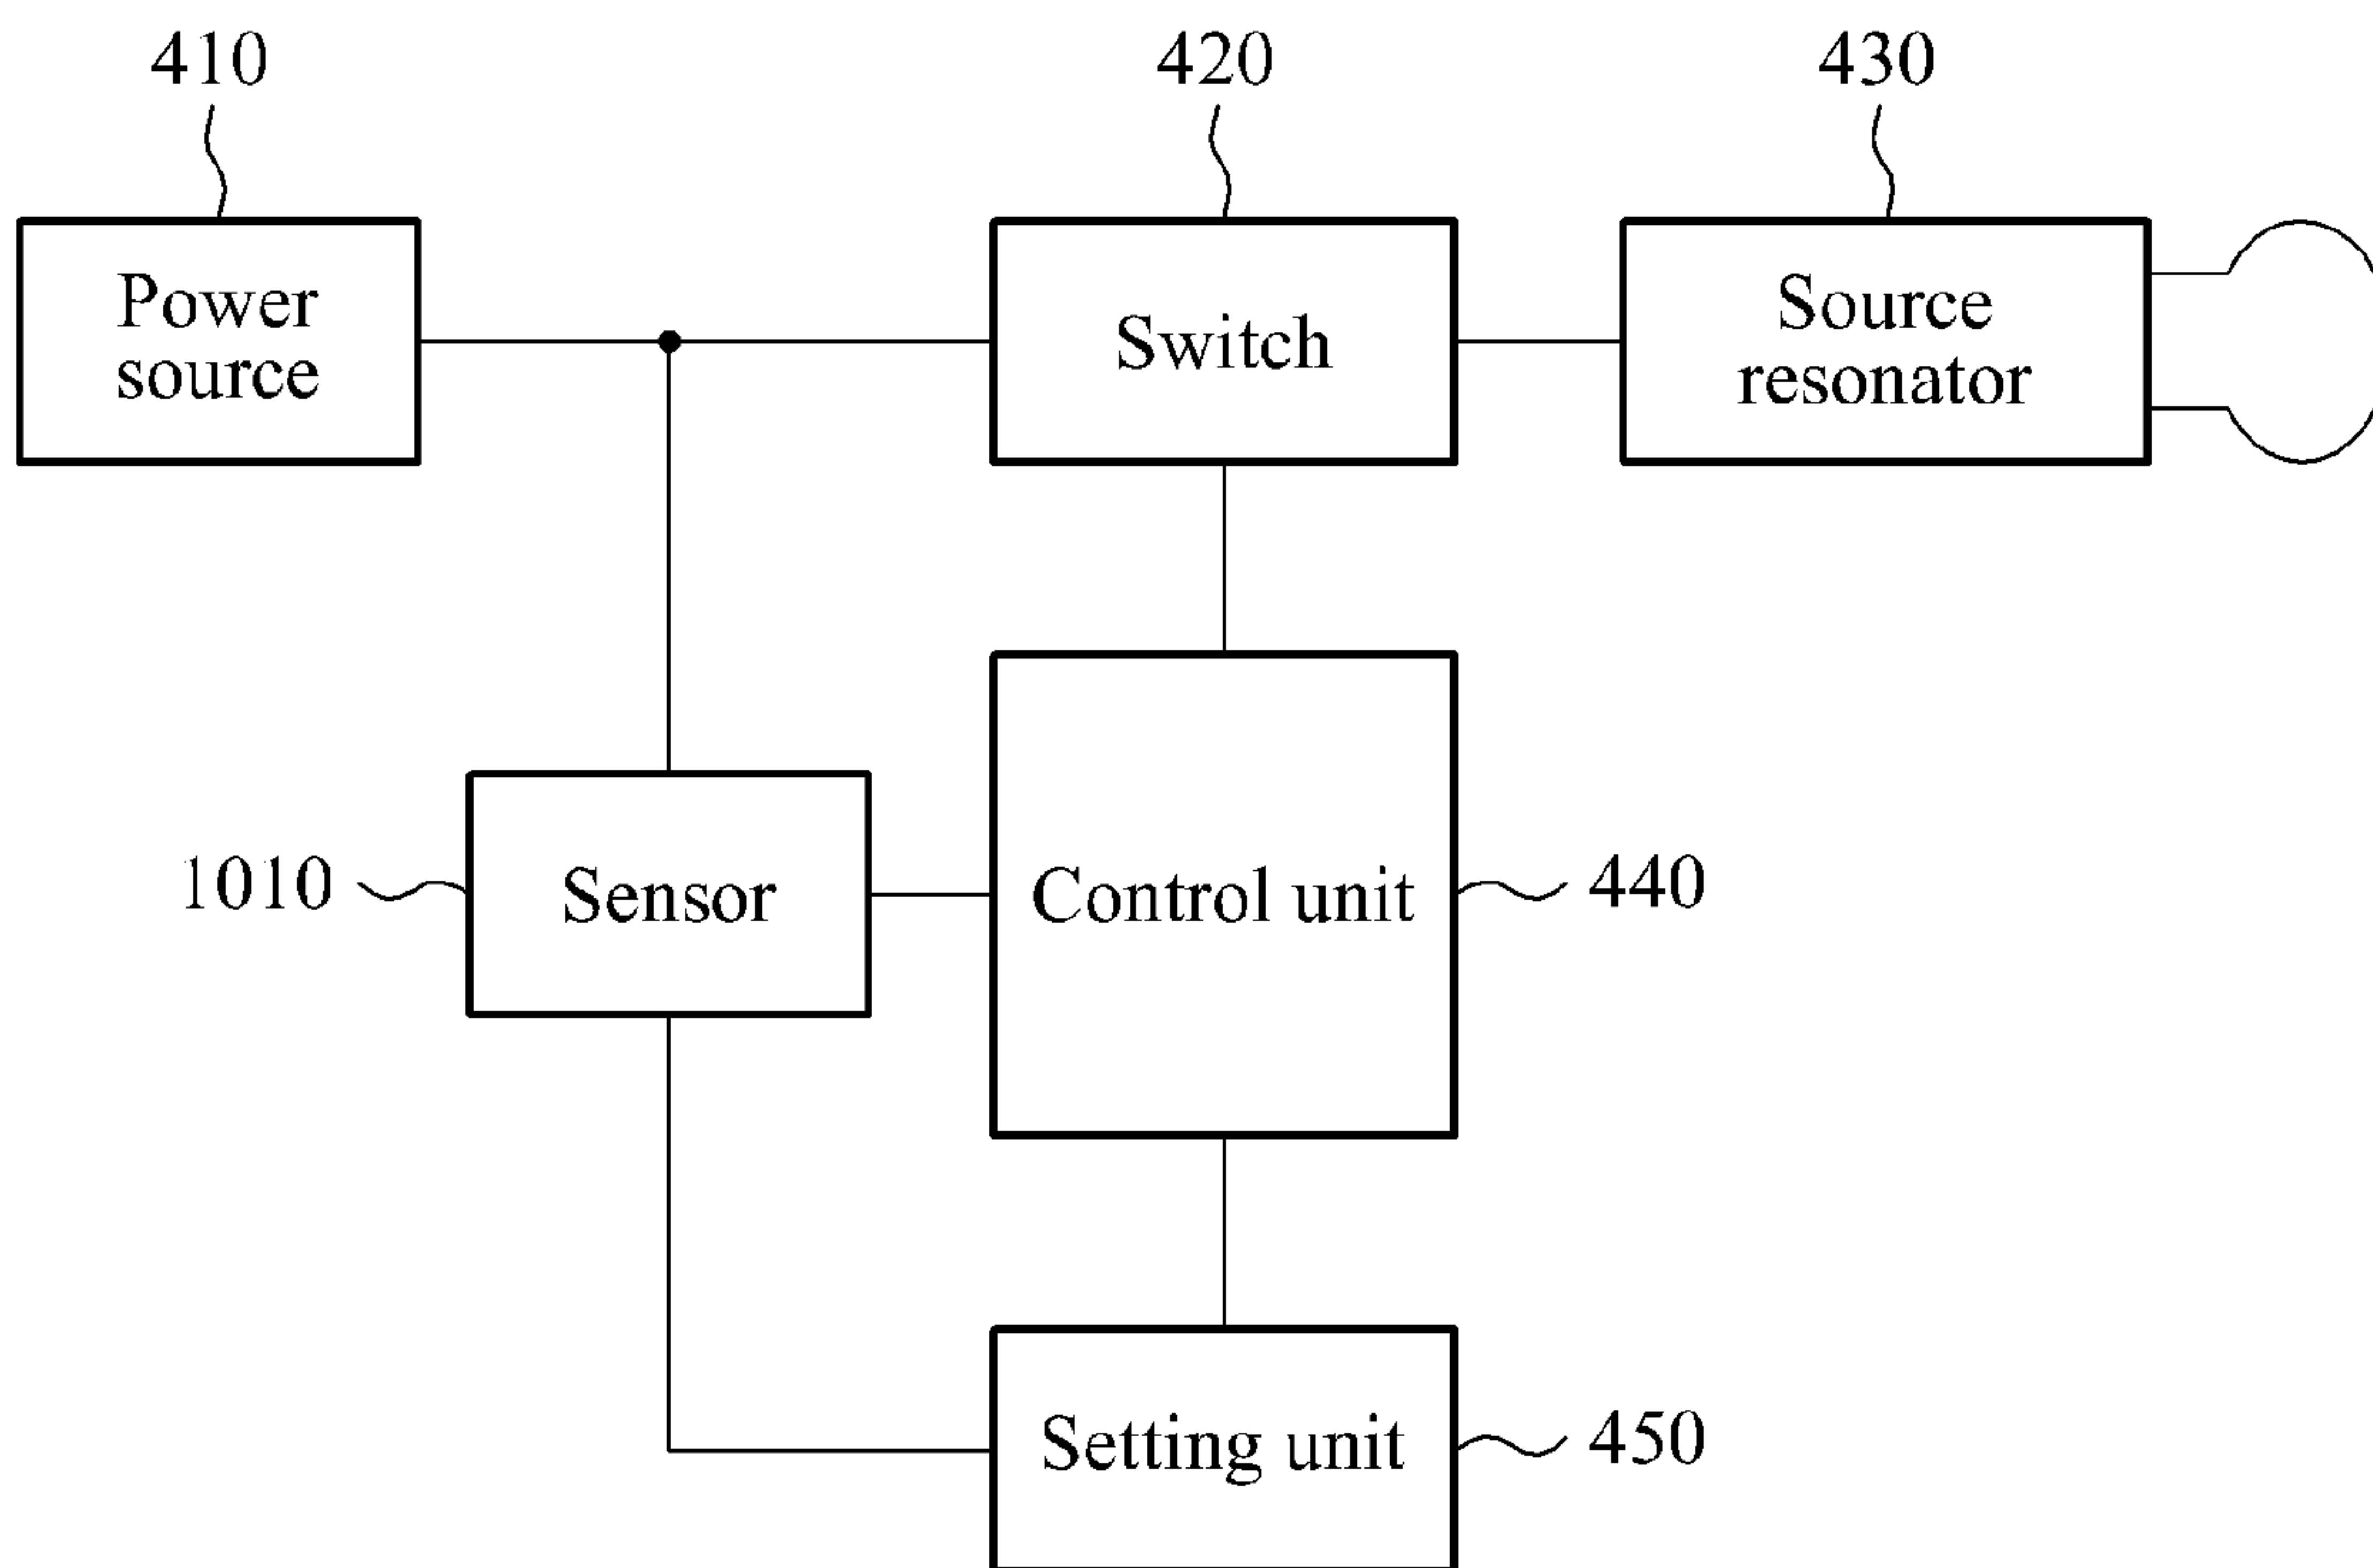 410
420
430
Power
source
Switch
Source
resonator
1010
Sensor
Control unit
440
Setting unit
450